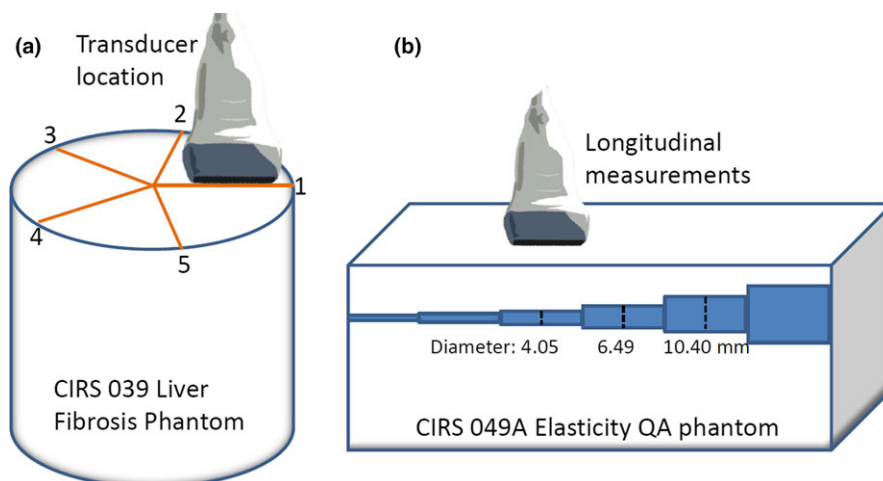 (a)
Transducer
location
2
3
1
4
5
CIRS 039 Liver
Fibrosis Phantom
(b)
Longitudinal
measurements
Diameter: 4.05 6.49 10.40 mm
CIRS 049A Elasticity QA phantom